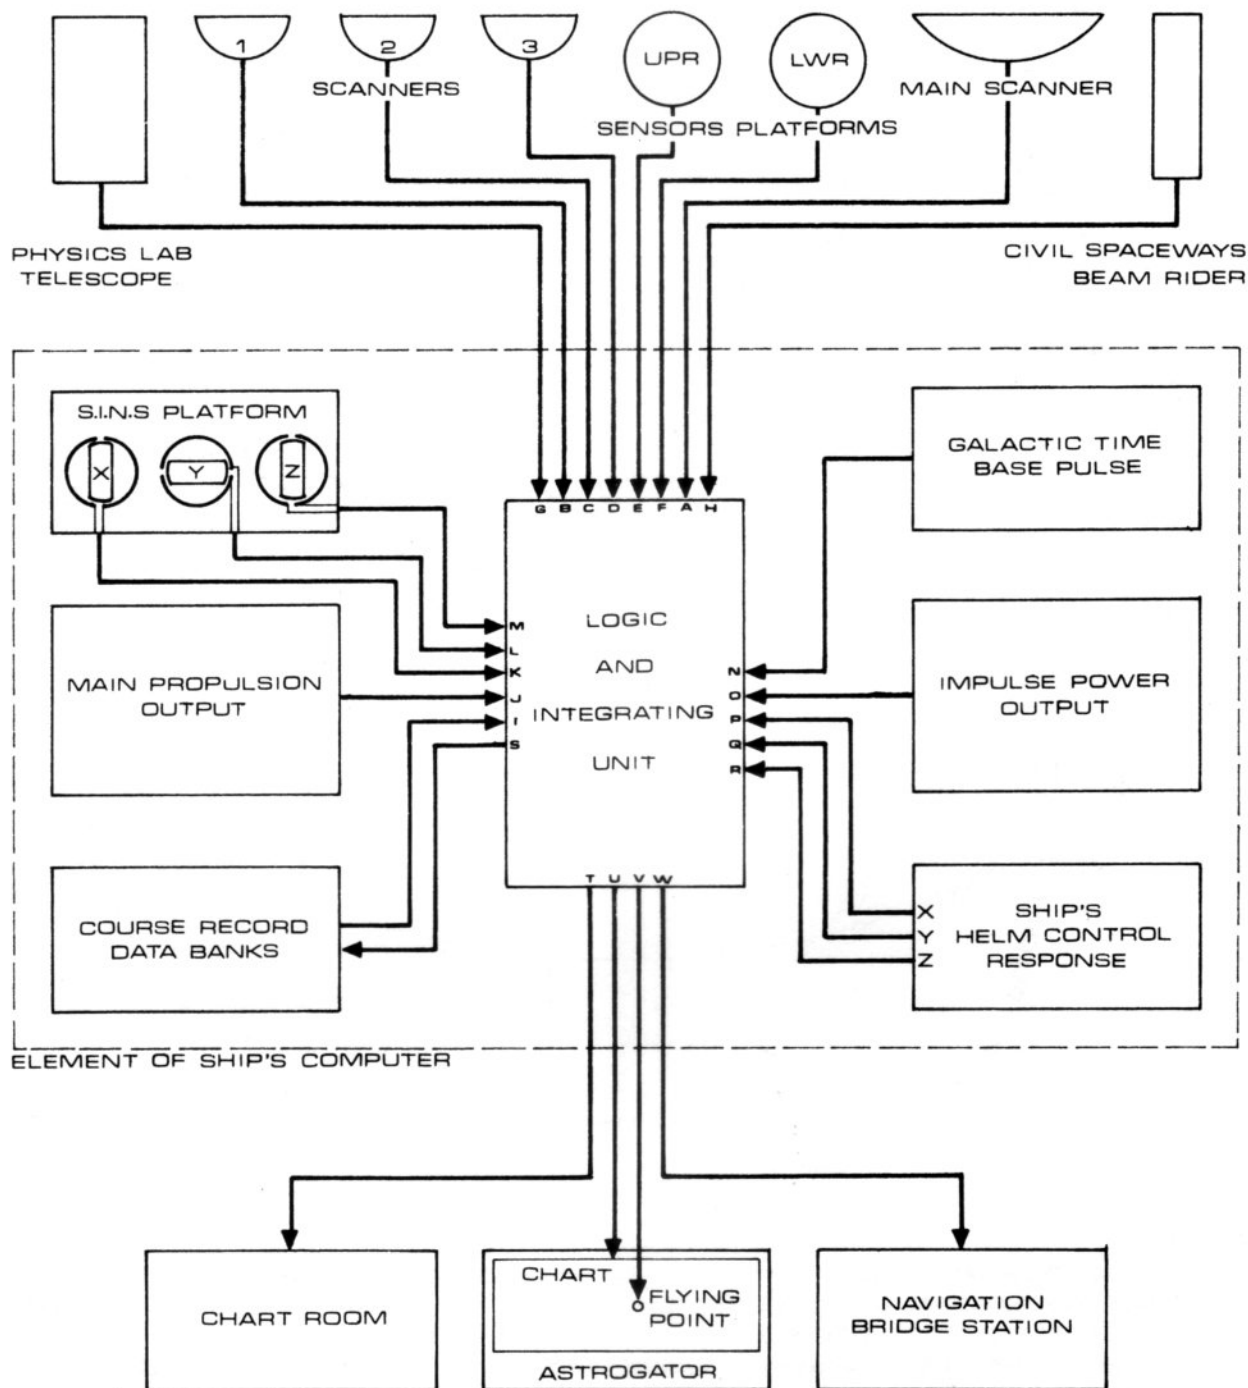 1
2
3
SCANNERS
UPR
LWR
SENSORS PLATFORMS
MAIN SCANNER
PHYSICS LAB
TELESCOPE
CIVIL SPACEWAYS
BEAM RIDER
S.I.N.S PLATFORM
X
Y
Z
GALACTIC TIME
BASE PULSE
G B C D E F A H
LOGIC
AND
INTEGRATING
UNIT
M
L
K
J
I
S
N
O
P
Q
R
T U V W
MAIN PROPULSION
OUTPUT
IMPULSE POWER
OUTPUT
COURSE RECORD
DATA BANKS
X
Y
Z
SHIP'S
HELM CONTROL
RESPONSE
ELEMENT OF SHIP'S COMPUTER
CHART ROOM
CHART
FLYING
POINT
ASTROGATOR
NAVIGATION
BRIDGE STATION